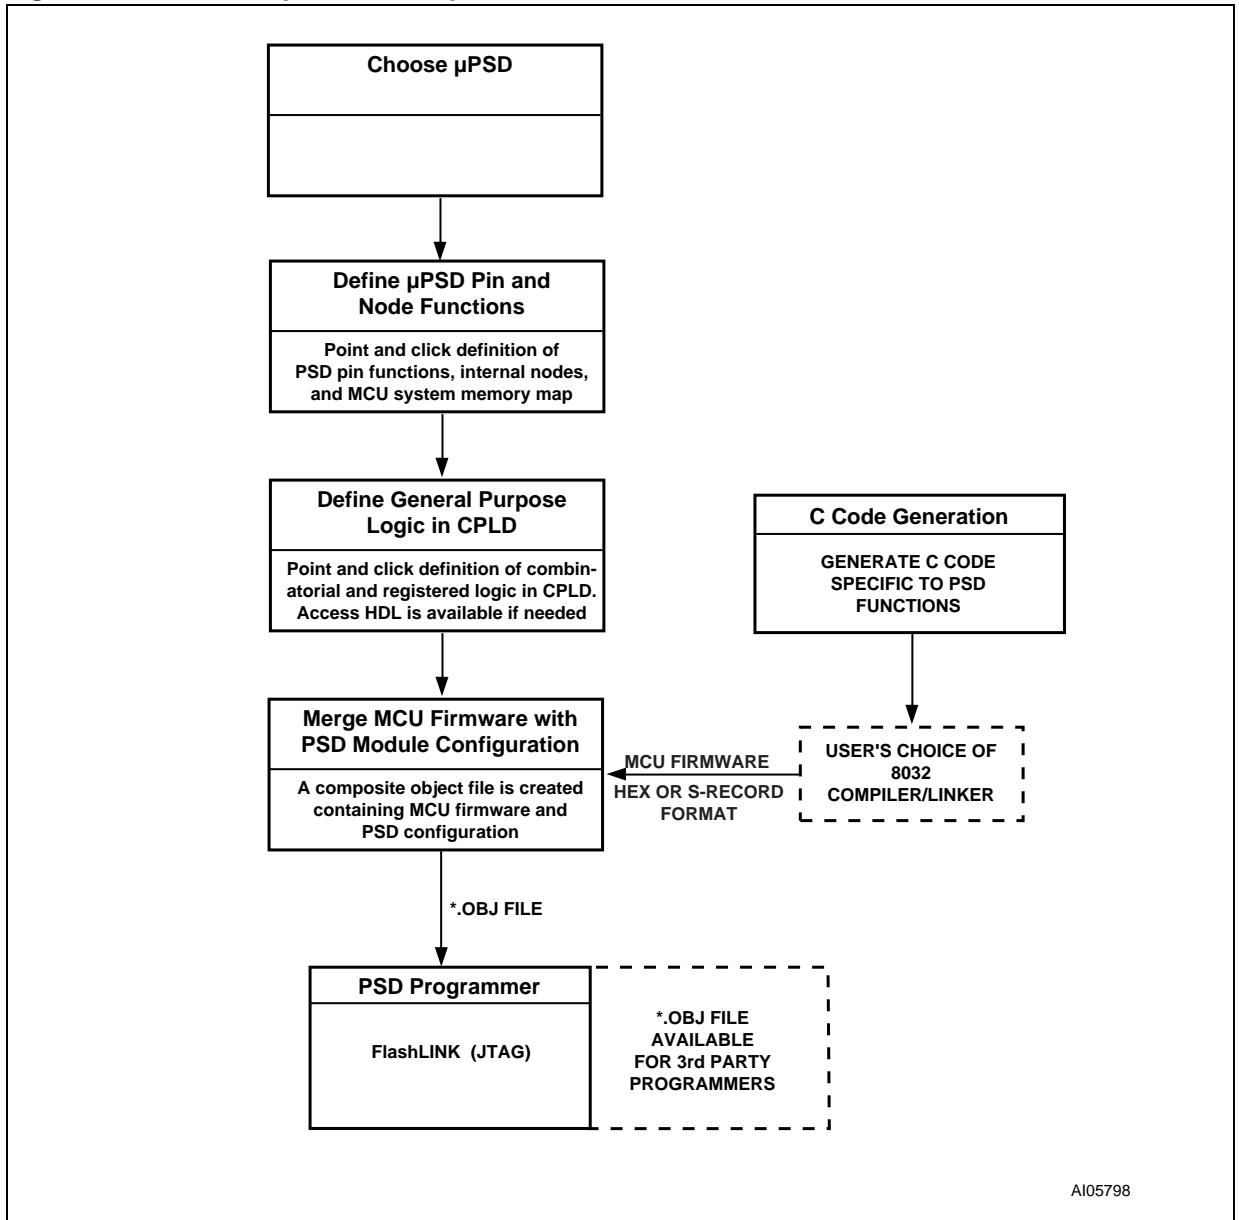 Choose µPSD
Define µPSD Pin and
Node Functions
Point and click definition of
PSD pin functions, internal nodes,
and MCU system memory map
Define General Purpose
Logic in CPLD
Point and click definition of combin-
atorial and registered logic in CPLD.
Access HDL is available if needed
C Code Generation
GENERATE C CODE
SPECIFIC TO PSD
FUNCTIONS
Merge MCU Firmware with
PSD Module Configuration
A composite object file is created
containing MCU firmware and
PSD configuration
MCU FIRMWARE
HEX OR S-RECORD
FORMAT
USER'S CHOICE OF
8032
COMPILER/LINKER
*.OBJ FILE
PSD Programmer
FlashLINK (JTAG)
*.OBJ FILE
AVAILABLE
FOR 3rd PARTY
PROGRAMMERS
AI05798